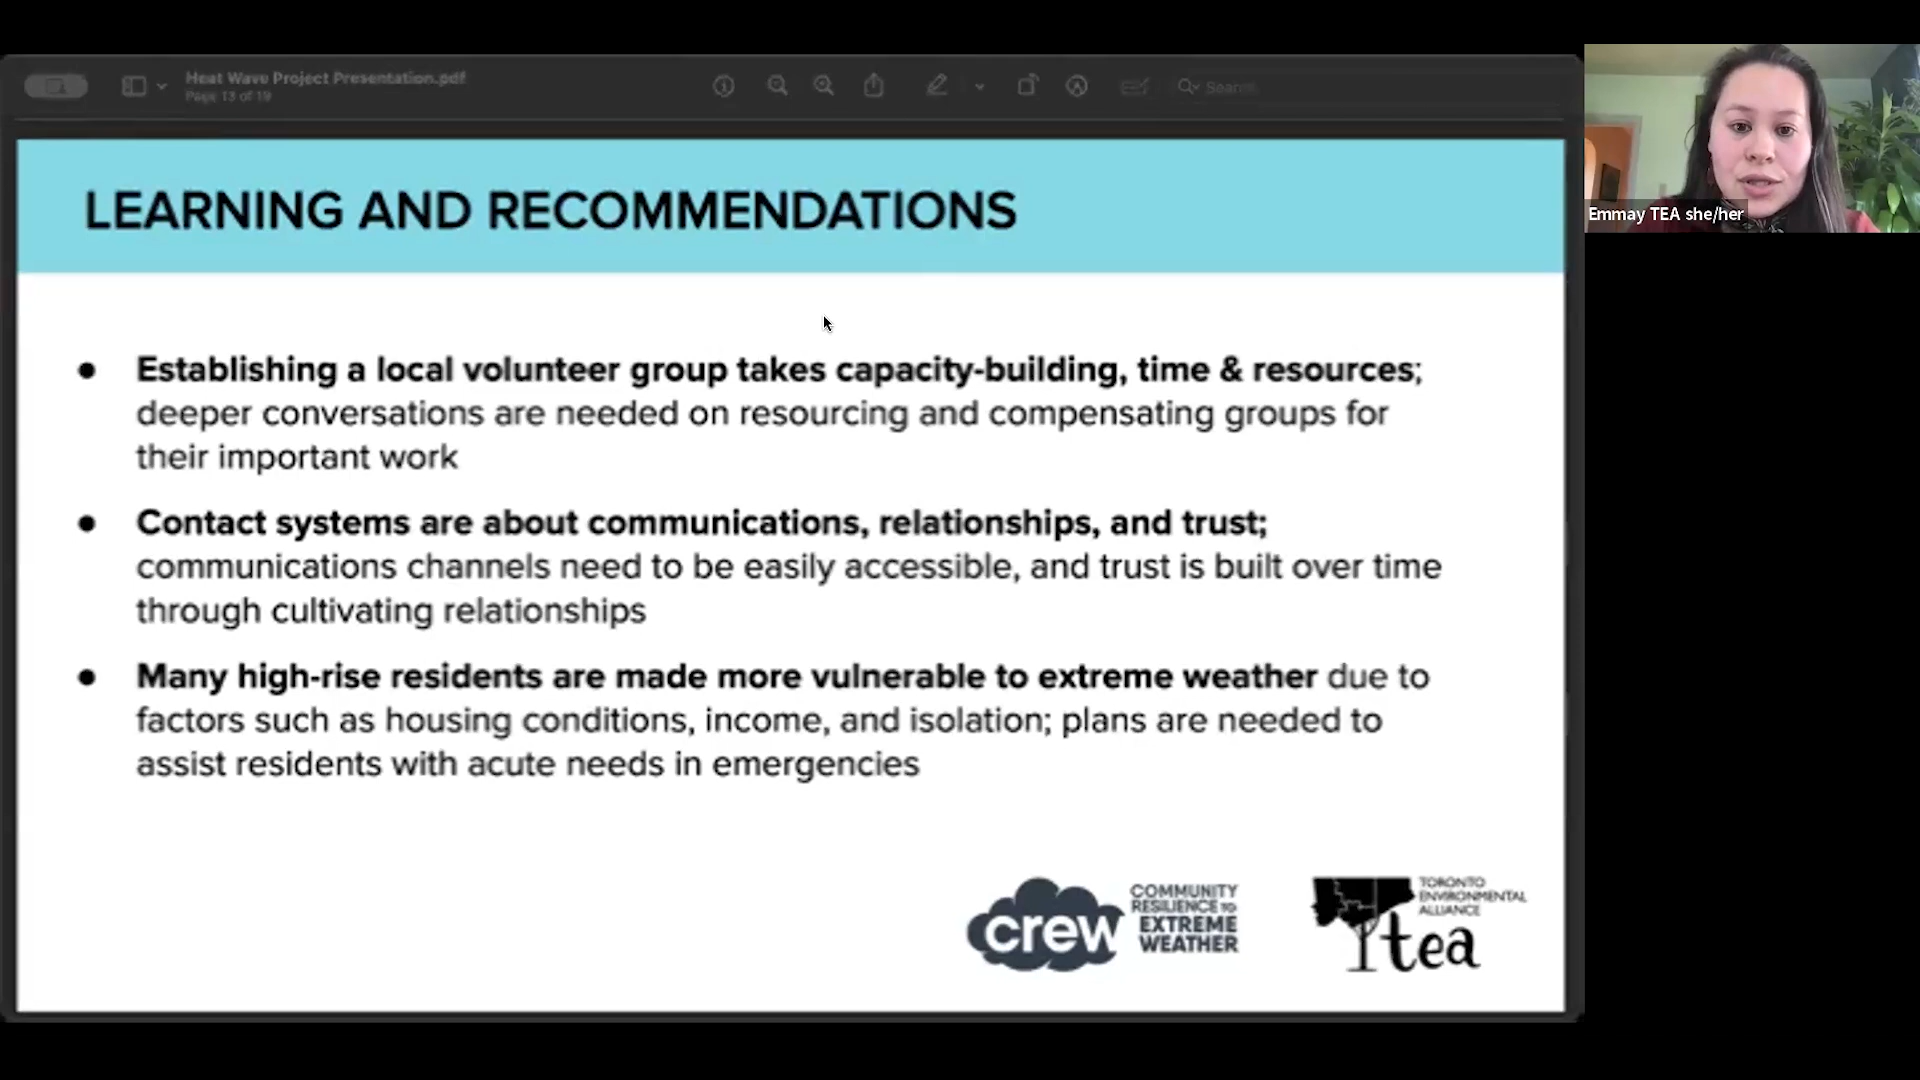 Heat Wave Project Presentation.pdf
Page 13 of 19
Search
Emmay TEA she/her
LEARNING AND RECOMMENDATIONS
● Establishing a local volunteer group takes capacity-building, time & resources;
deeper conversations are needed on resourcing and compensating groups for
their important work
● Contact systems are about communications, relationships, and trust;
communications channels need to be easily accessible, and trust is built over time
through cultivating relationships
● Many high-rise residents are made more vulnerable to extreme weather due to
factors such as housing conditions, income, and isolation; plans are needed to
assist residents with acute needs in emergencies
crew
COMMUNITY
RESILIENCE TO
EXTREME
WEATHER
TORONTO
ENVIRONMENTAL
ALLIANCE
tea